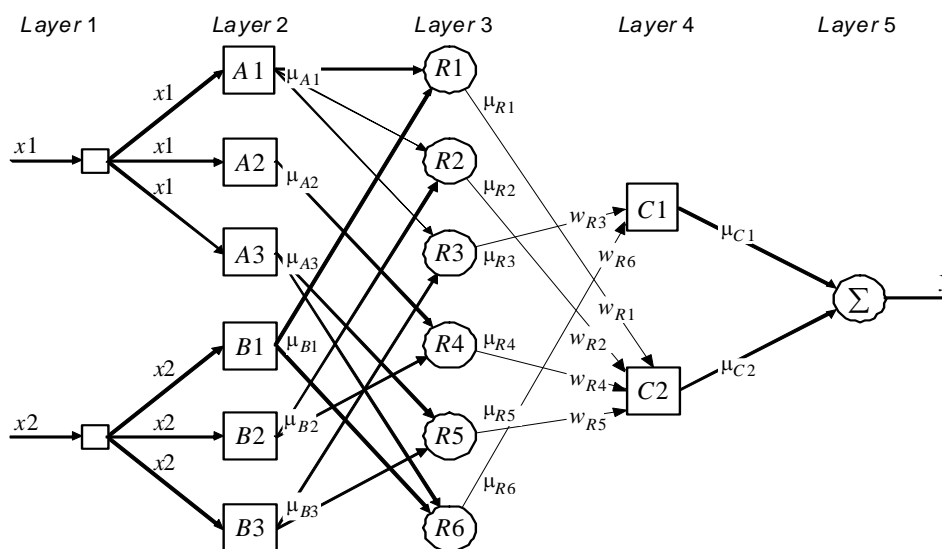 Layer 1 Layer 2 Layer 3 Layer 4 Layer 5
A1 μA1 R1
x1 μR1
x1 x1 A2 μA2 R2 μR2
x1 wR3 C1
A3 μA3 R3 μR3 wR6 μC1
wR1 Σ
B1 μB1 R4 μR4 wR2
x2 wR4 C2 μC2
x2 x2 B2 μB2 R5 μR5 wR5
x2 μR6
B3 μB3 R6